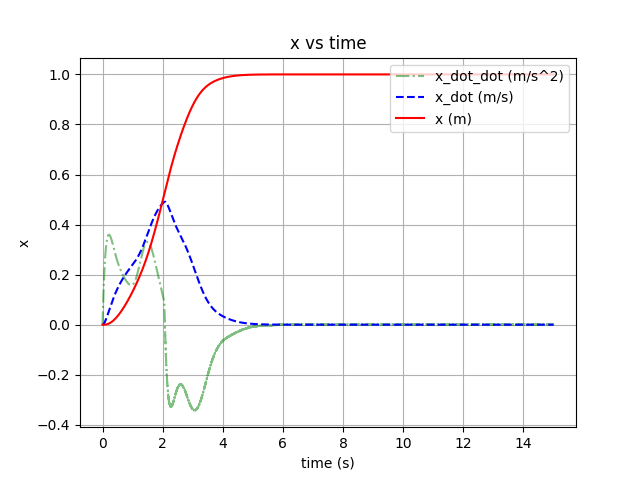 x vs time
x_dot_dot (m/s^2)
x_dot (m/s)
x (m)
1.0
0.8
0.6
0.4
0.2
0.0
−0.2
−0.4
x
0 2 4 6 8 10 12 14
time (s)